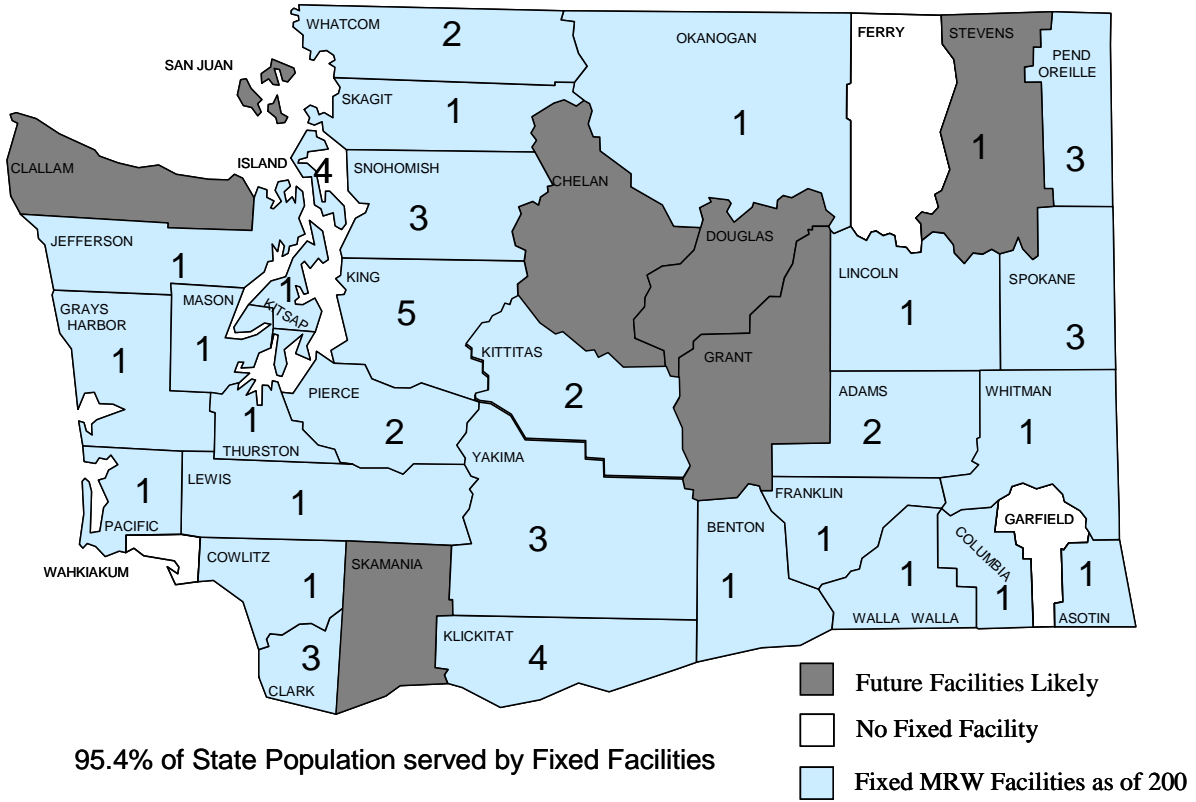 WHATCOM
2
OKANOGAN
1
FERRY
STEVENS
1
PEND
OREILLE
3
SAN JUAN
SKAGIT
1
CLALLAM
ISLAND
4
SNOHOMISH
3
CHELAN
DOUGLAS
JEFFERSON
1
KING
5
LINCOLN
1
SPOKANE
3
GRAYS
HARBOR
1
MASON
1
KITSAP
1
KITTITAS
2
GRANT
PIERCE
2
ADAMS
2
WHITMAN
1
THURSTON
1
YAKIMA
3
LEWIS
1
PACIFIC
1
FRANKLIN
1
BENTON
1
GARFIELD
COLUMBIA
1
WAHKIAKUM
COWLITZ
1
SKAMANIA
WALLA WALLA
1
ASOTIN
1
KLICKITAT
4
CLARK
3
Future Facilities Likely
No Fixed Facility
Fixed MRW Facilities as of 200
95.4% of State Population served by Fixed Facilities